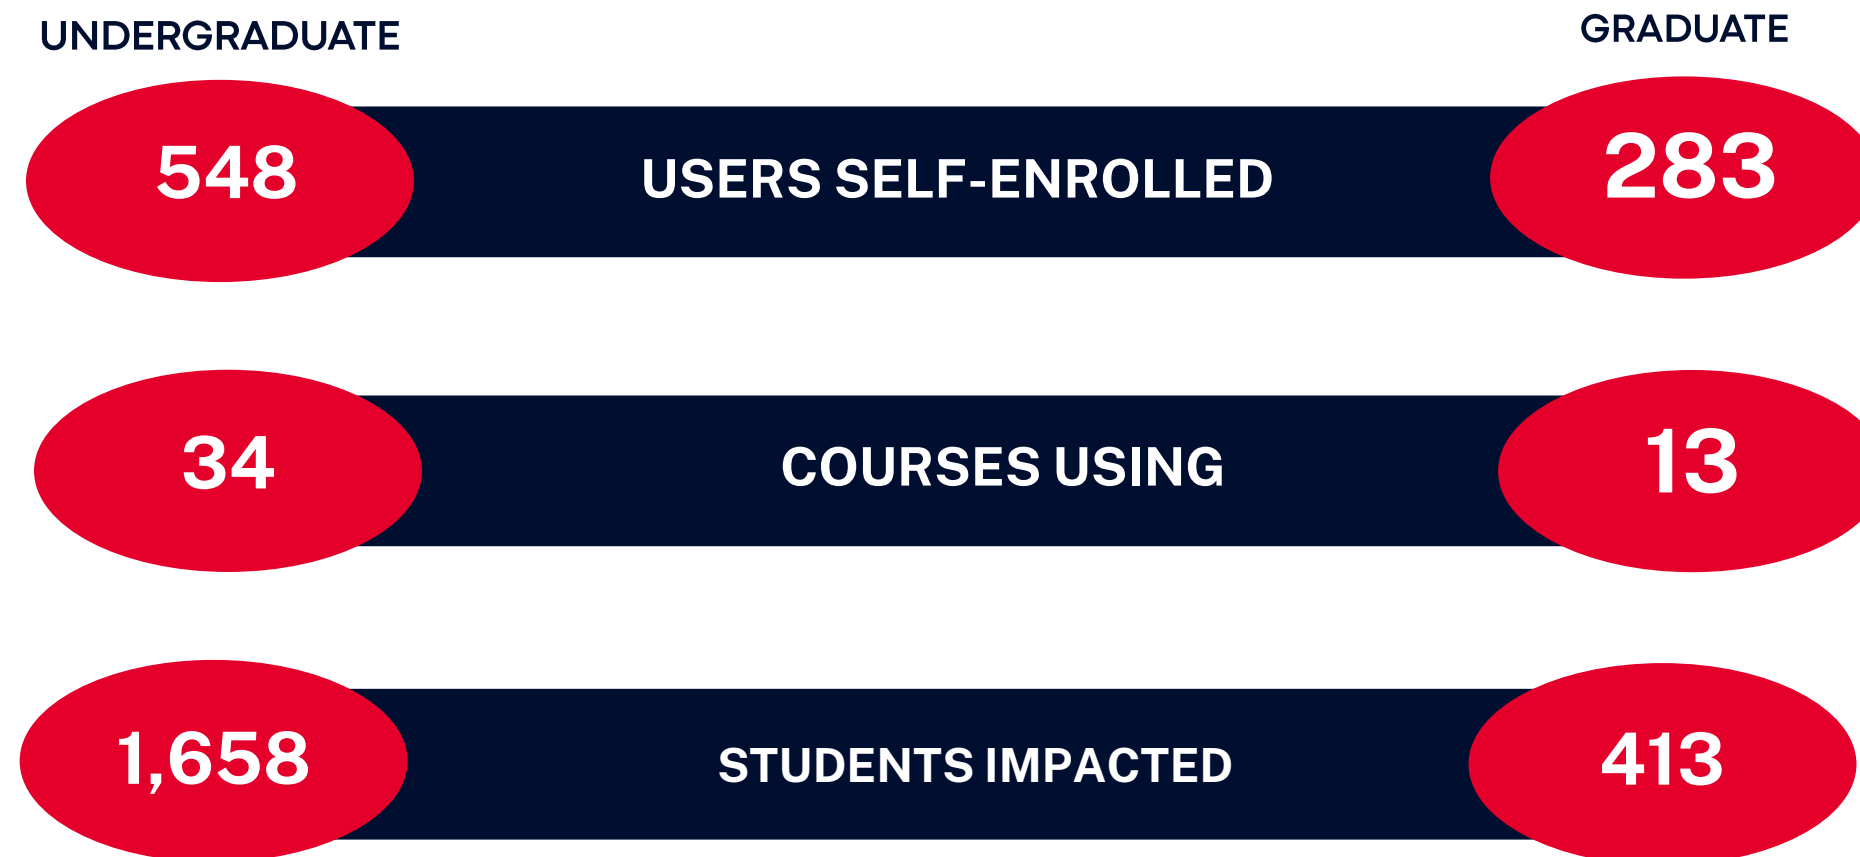 UNDERGRADUATE
GRADUATE
548
USERS SELF-ENROLLED
283
34
COURSES USING
13
1,658
STUDENTS IMPACTED
413